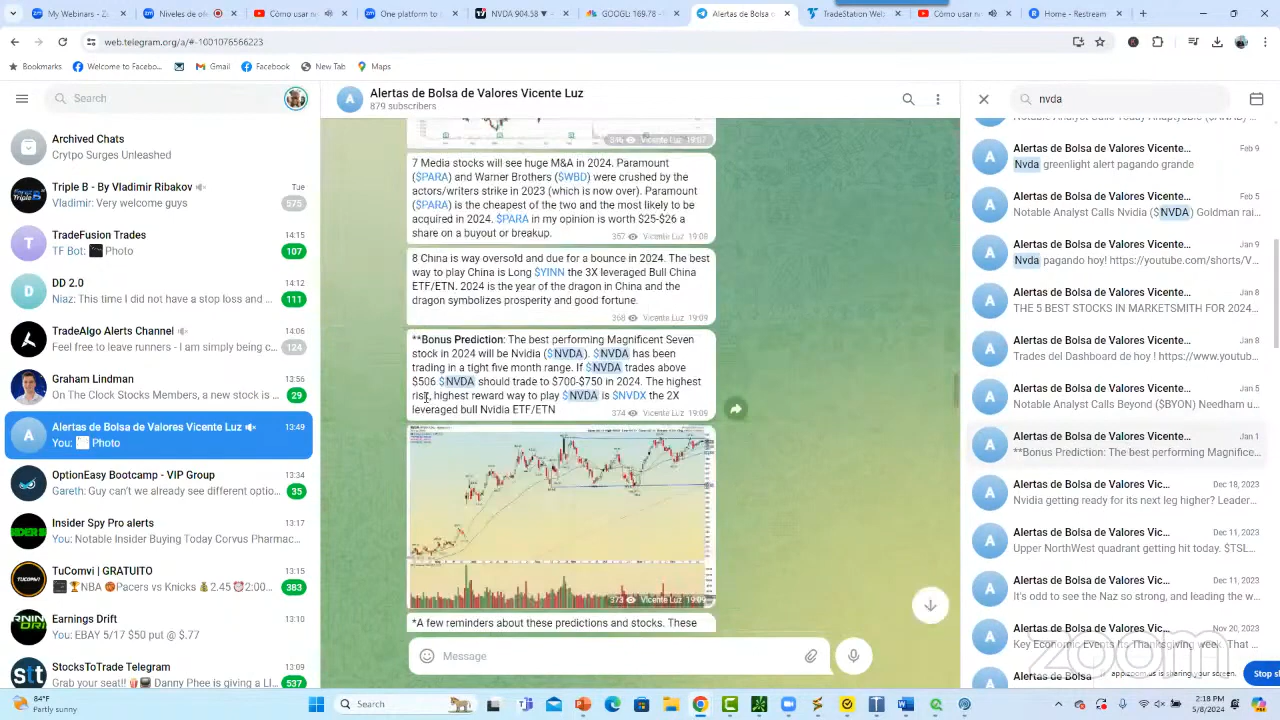 NVDA 904.38 ▼
GOOGL 169.7
Alertas de Bolsa
TradeStation Web
Cómo usar
Home - Restream
One platform
web.telegram.org/a/#-1001076566223
Bookmarks
Welcome to Facebo...
Gmail
Facebook
New Tab
Maps
Search
Archived Chats
Crytpo Surges Unleashed
Triple B - By Vladimir Ribakov
Tue
Vladimir: Very welcome guys
575
TradeFusion Trades
14:15
TF Bot: Photo
107
DD 2.0
14:12
Niaz: This time I did not have a stop loss and ...
111
TradeAlgo Alerts Channel
14:06
Feel free to leave runners - I am simply being c...
124
Graham Lindman
13:56
On The Clock Stocks Members, a new stock is ...
29
Alertas de Bolsa de Valores Vicente Luz
13:49
You: Photo
OptionEasy Bootcamp - VIP Group
13:34
Gareth: Guy can't we already see different optio...
35
Insider Spy Pro alerts
13:17
You: Notable Insider Buying Today Corvus Pharmac...
TuComvi | GRATUITO
13:15
NBA Pacers vs Knicks 2.45 2:00...
383
Earnings Drift
13:10
You: EBAY 5/17 $50 put @ $.77
StocksToTrade Telegram
13:09
Grab your seat!! Danny Phee is giving a LI...
537
Alertas de Bolsa de Valores Vicente Luz
879 subscribers
7 Media stocks will see huge M&A in 2024. Paramount
($PARA) and Warner Brothers ($WBD) were crushed by the
actors/writers strike in 2023 (which is now over). Paramount
($PARA) is the cheapest of the two and the most likely to be
acquired in 2024. $PARA in my opinion is worth $25-$26 a
share on a buyout or breakup.
357 Vicente Luz 19:08
8 China is way oversold and due for a bounce in 2024. The best
way to play China is Long $YINN the 3X leveraged Bull China
ETF/ETN. 2024 is the year of the dragon in China and the
dragon symbolizes prosperity and good fortune.
368 Vicente Luz 19:09
**Bonus Prediction: The best performing Magnificent Seven
stock in 2024 will be Nvidia ($NVDA). $NVDA has been
trading in a tight five month range. If $NVDA trades above
$506 $NVDA should trade to $700-$750 in 2024. The highest
risk, highest reward way to play $NVDA is $NVDX the 2X
leveraged bull Nvidia ETF/ETN
374 Vicente Luz 19:09
373 Vicente Luz 19:09
*A few reminders about these predictions and stocks. These
Message
nvda
Alertas de Bolsa de Valores Vicente...
Feb 9
Nvda greenlight alert pagando grande
Alertas de Bolsa de Valores Vicente...
Feb 5
Notable Analyst Calls Nvidia ($NVDA) Goldman rai...
Alertas de Bolsa de Valores Vicente...
Jan 9
Nvda pagando hoy! https://youtube.com/shorts/V...
Alertas de Bolsa de Valores Vicente...
Jan 8
THE 5 BEST STOCKS IN MARKETSMITH FOR 2024...
Alertas de Bolsa de Valores Vicente...
Jan 8
Trades del Dashboard de hoy ! https://www.youtub...
Alertas de Bolsa de Valores Vicente...
Jan 5
Notable Analyst Calls Beyond ($BYON) Needham u...
Alertas de Bolsa de Valores Vicente...
Jan 1
**Bonus Prediction: The best performing Magnifice...
Alertas de Bolsa de Valores Vic...
Dec 18, 2023
Nvidia getting ready for its next leg higher? Leader...
Alertas de Bolsa de Valores Vic...
Dec 11, 2023
Upper NorthWest quadrant getting hit today. $TSL...
Alertas de Bolsa de Valores Vic...
Dec 11, 2023
It's odd to see the Naz so strong, and leading the w...
Alertas de Bolsa de Valores Vic...
Nov 20, 2023
Key Economic Events its Thanksgiving week. That ...
Alertas de Bolsa
zoom
app.zoom.us is sharing your screen.
Stop s
84°F
Partly sunny
Search
2:18 PM
5/8/2024